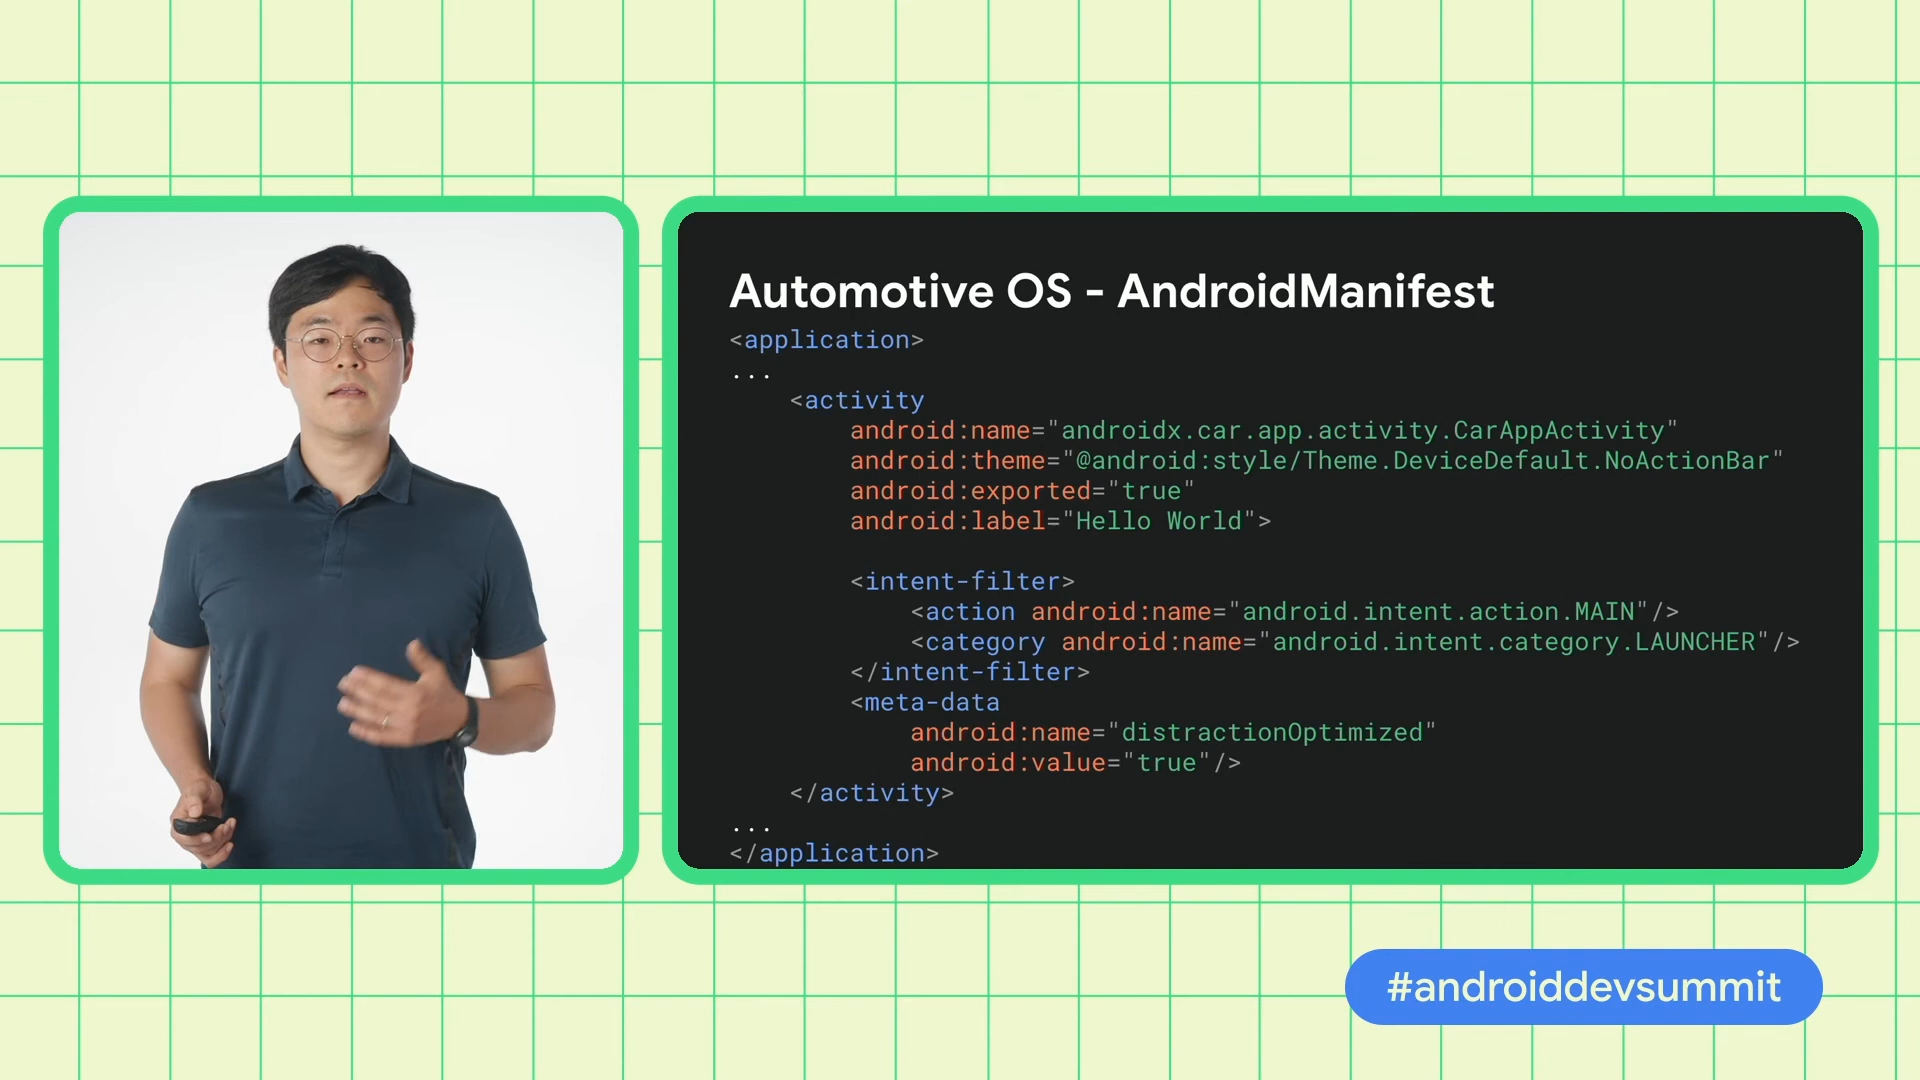 Automotive OS - AndroidManifest
<application>
...
<activity
android:name="androidx.car.app.activity.CarAppActivity"
android:theme="@android:style/Theme.DeviceDefault.NoActionBar"
android:exported="true"
android:label="Hello World">
<intent-filter>
<action android:name="android.intent.action.MAIN"/>
<category android:name="android.intent.category.LAUNCHER"/>
</intent-filter>
<meta-data
android:name="distractionOptimized"
android:value="true"/>
</activity>
...
</application>
#androiddevsummit